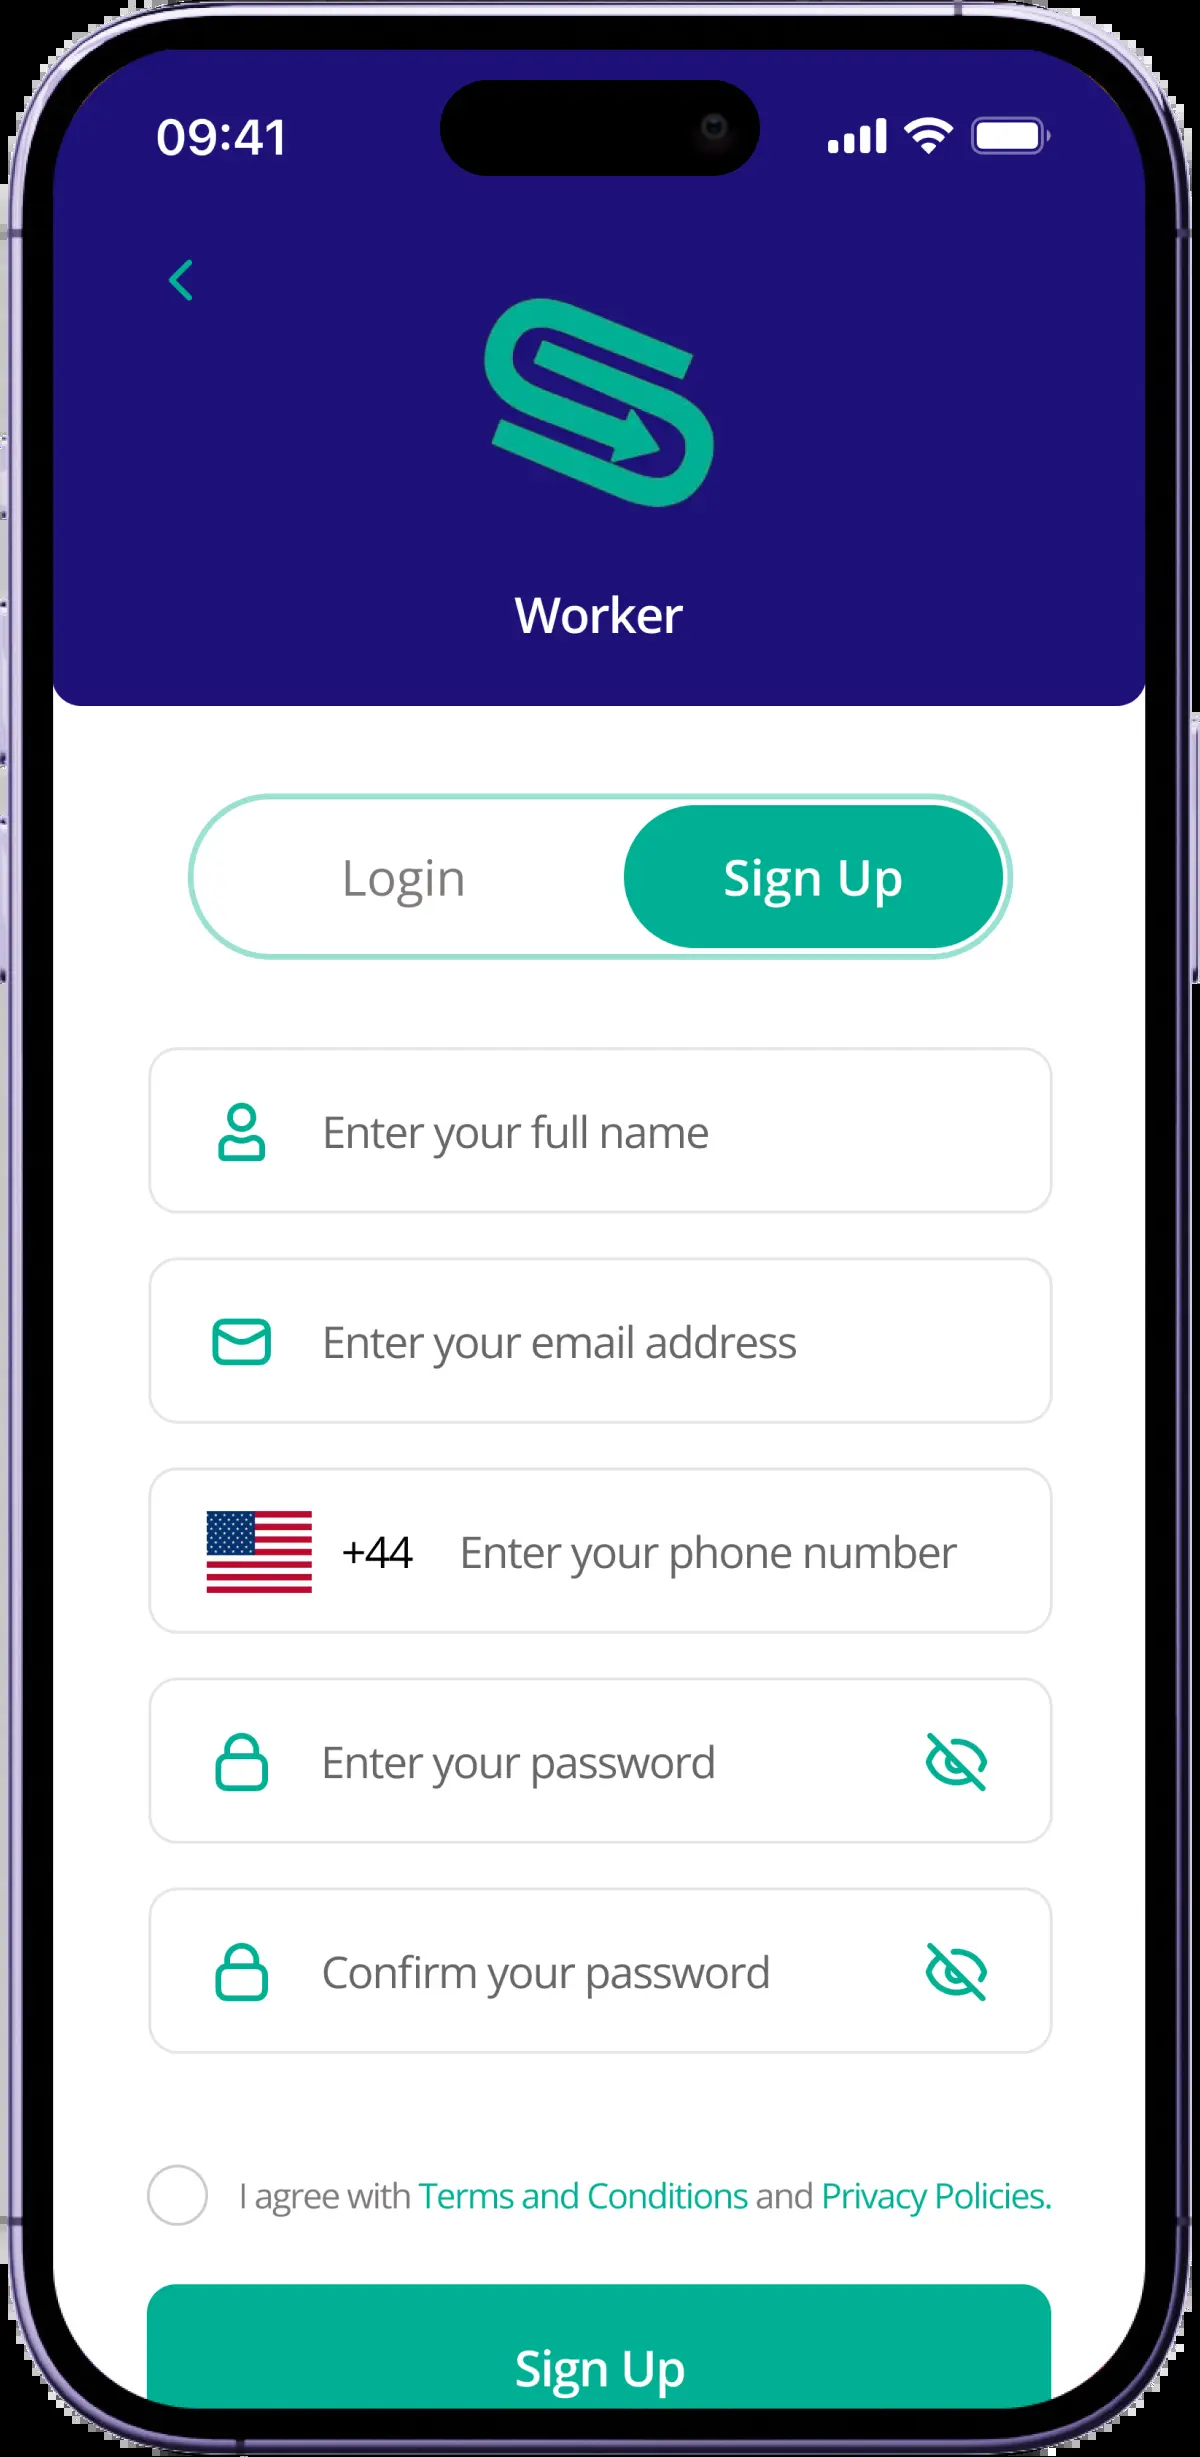 09:41
Worker
Login
Sign Up
Enter your full name
Enter your email address
+44 Enter your phone number
Enter your password
Confirm your password
I agree with Terms and Conditions and Privacy Policies.
Sign Up